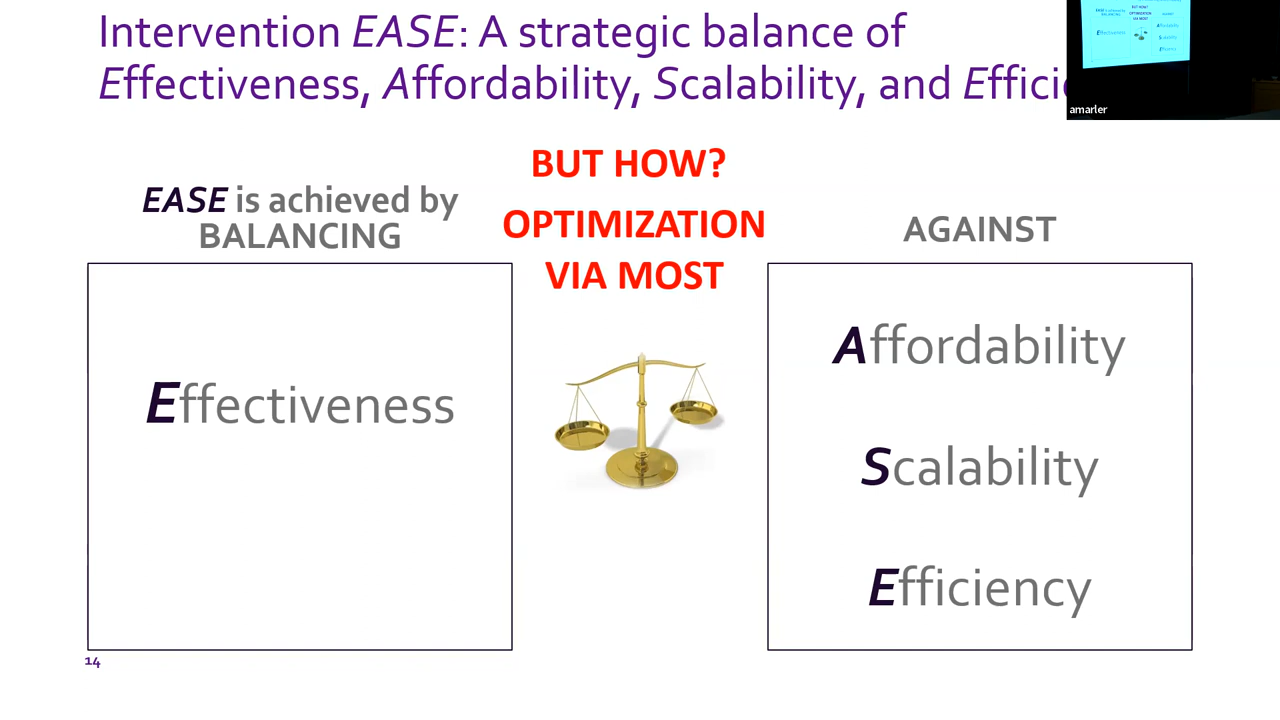 Intervention EASE: A strategic balance of
Effectiveness, Affordability, Scalability, and
amarler
BUT HOW?
EASE is achieved by
BALANCING
OPTIMIZATION
VIA MOST
AGAINST
Effectiveness
Affordability
Scalability
Efficiency
14